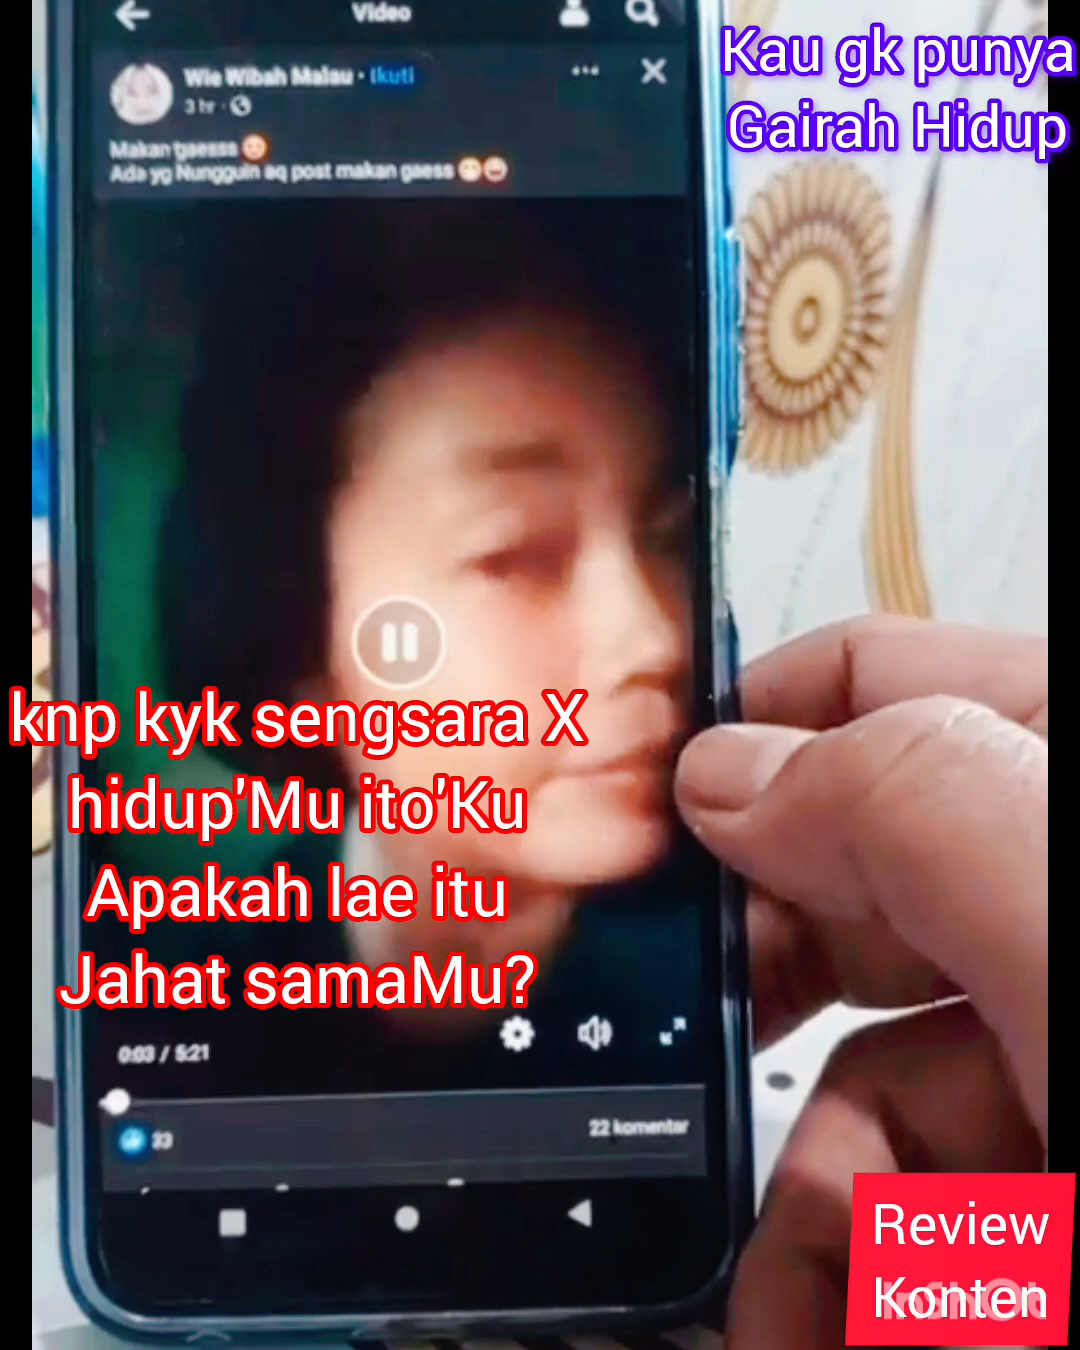 Video
Wie Wibah Malau · Ikuti
3 hr
Makan gaesss
Ada yg Nungguin aq post makan gaess
Kau gk punya
Gairah Hidup
knp kyk sengsara X
hidup'Mu ito'Ku
Apakah lae itu
Jahat samaMu?
0:03 / 5:21
33
22 komentar
Review
Konten
InShot